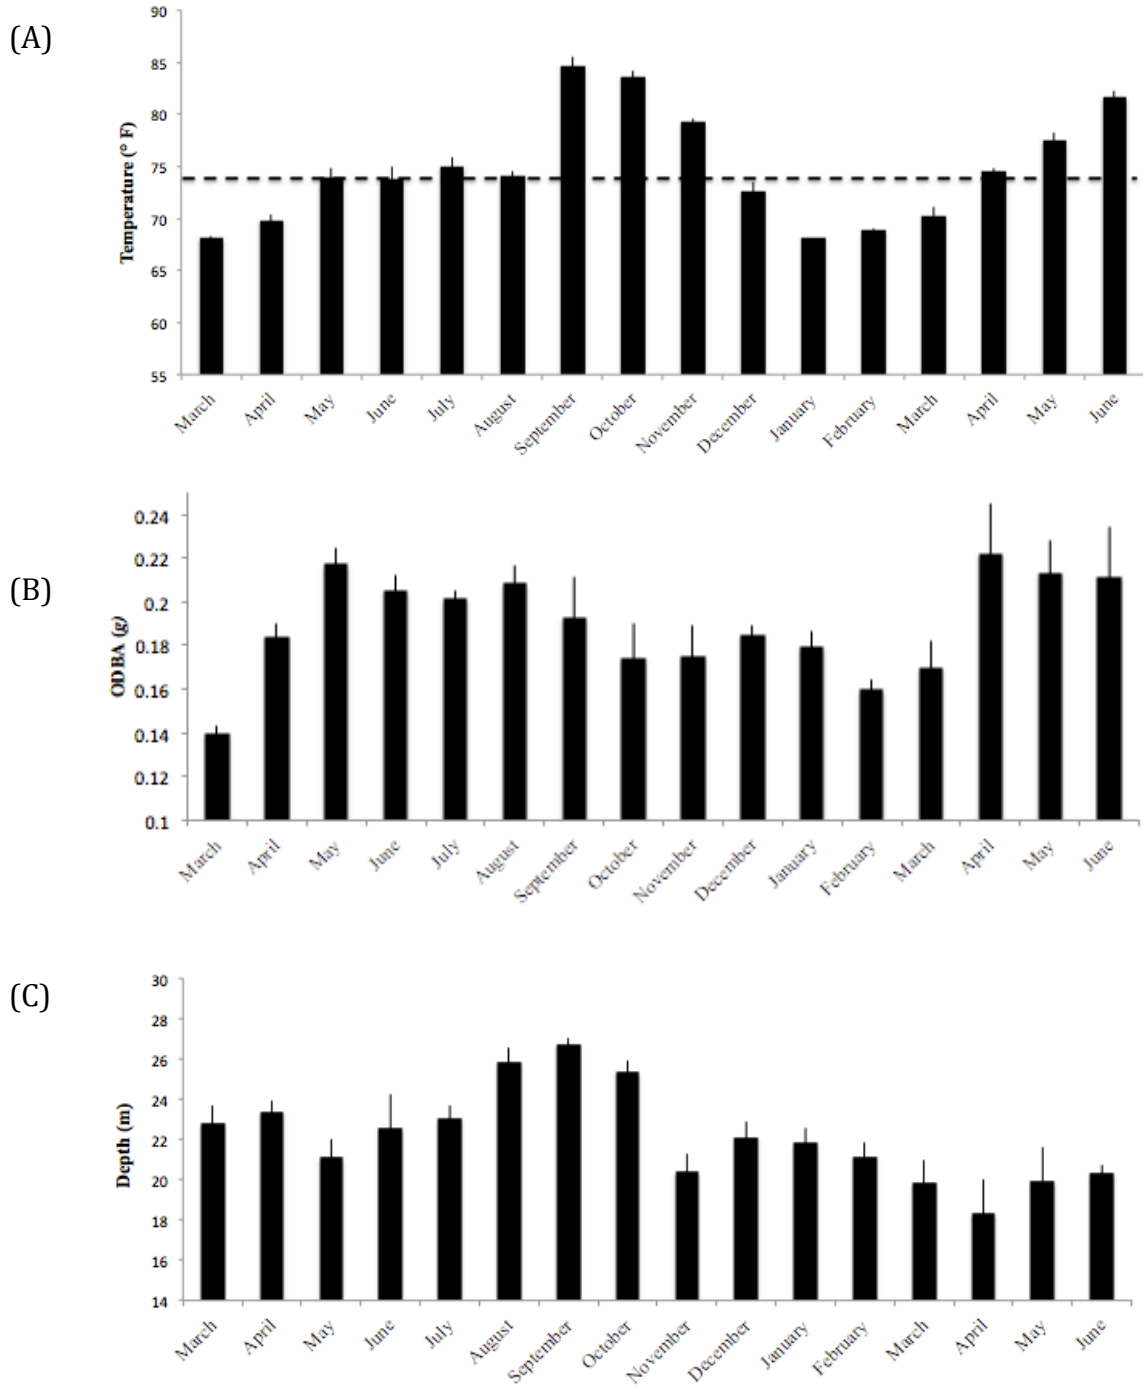 (A)
Temperature (° F)
90
85
80
75
70
65
60
55
March April May June July August September October November December January February March April May June
(B)
ODBA (g)
0.24
0.22
0.2
0.18
0.16
0.14
0.12
0.1
March April May June July August September October November December January February March April May June
(C)
Depth (m)
30
28
26
24
22
20
18
16
14
March April May June July August September October November December January February March April May June